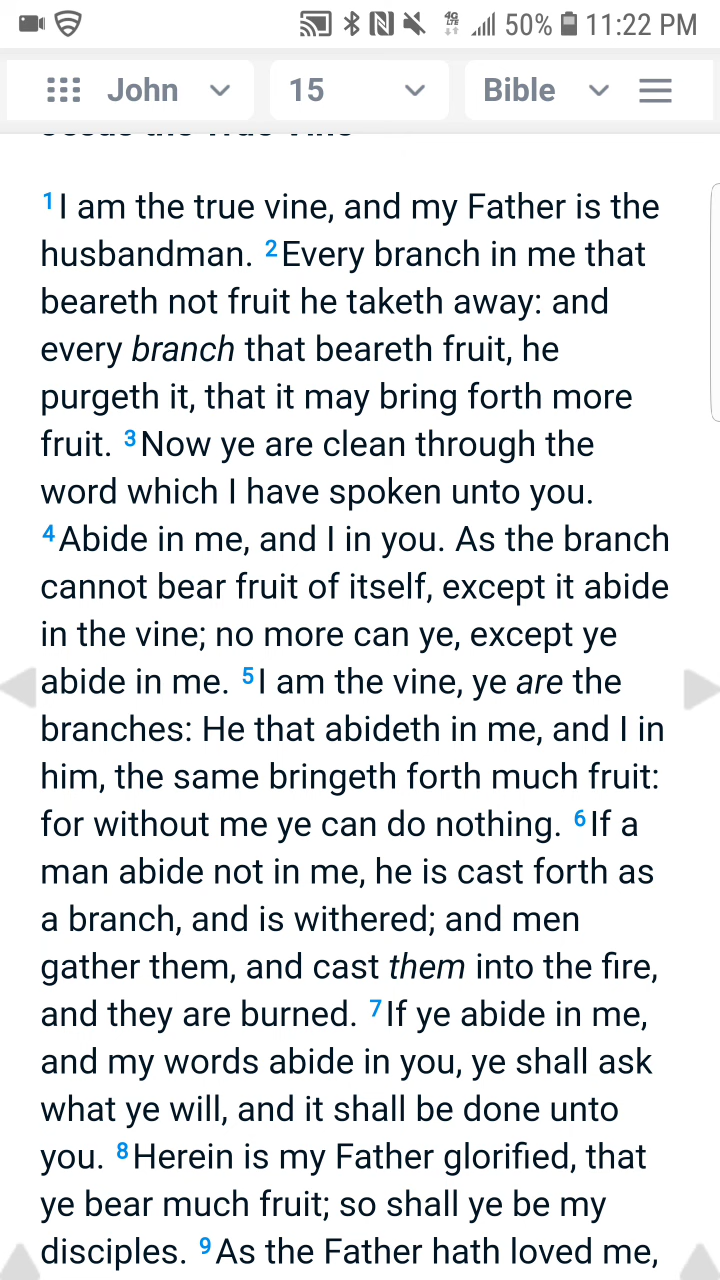 4G LTE 50% 11:22 PM
John 15 Bible
1 I am the true vine, and my Father is the
husbandman. 2 Every branch in me that
beareth not fruit he taketh away: and
every branch that beareth fruit, he
purgeth it, that it may bring forth more
fruit. 3 Now ye are clean through the
word which I have spoken unto you.
4 Abide in me, and I in you. As the branch
cannot bear fruit of itself, except it abide
in the vine; no more can ye, except ye
abide in me. 5 I am the vine, ye are the
branches: He that abideth in me, and I in
him, the same bringeth forth much fruit:
for without me ye can do nothing. 6 If a
man abide not in me, he is cast forth as
a branch, and is withered; and men
gather them, and cast them into the fire,
and they are burned. 7 If ye abide in me,
and my words abide in you, ye shall ask
what ye will, and it shall be done unto
you. 8 Herein is my Father glorified, that
ye bear much fruit; so shall ye be my
disciples. 9 As the Father hath loved me,